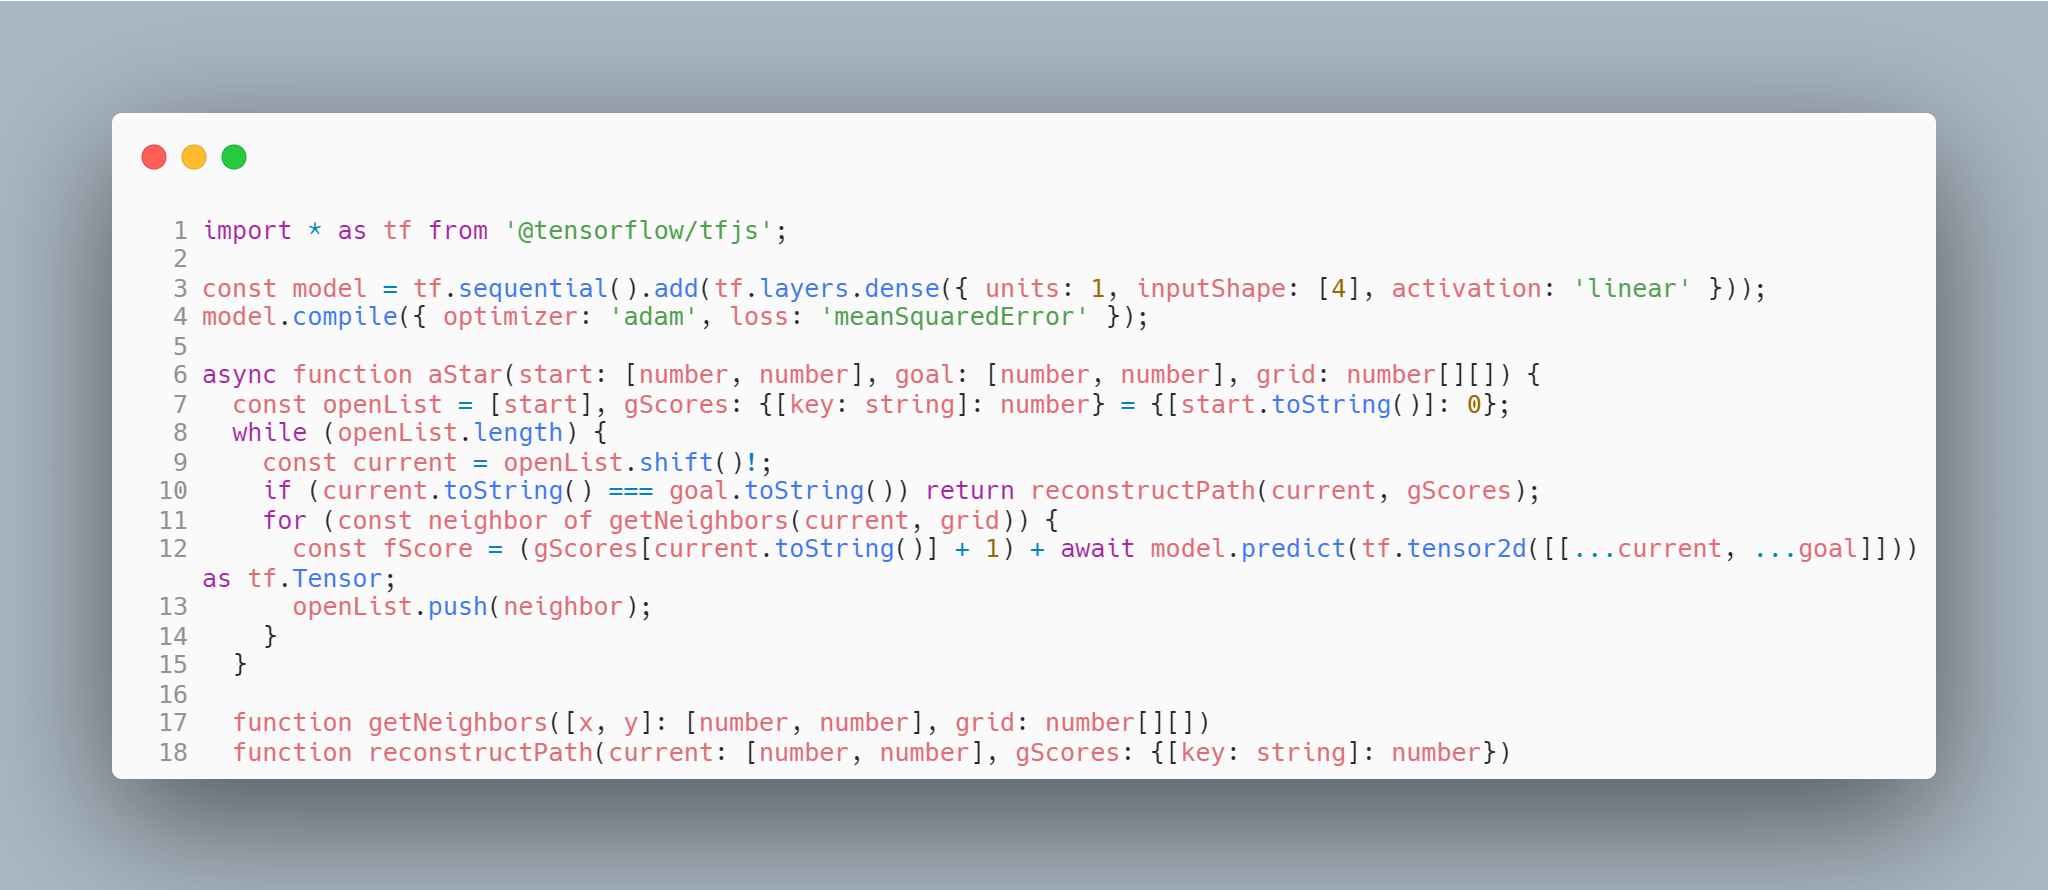 1 import * as tf from '@tensorflow/tfjs';
2
3 const model = tf.sequential().add(tf.layers.dense({ units: 1, inputShape: [4], activation: 'linear' }));
4 model.compile({ optimizer: 'adam', loss: 'meanSquaredError' });
5
6 async function aStar(start: [number, number], goal: [number, number], grid: number[][]) {
7   const openList = [start], gScores: {[key: string]: number} = {[start.toString()]: 0};
8   while (openList.length) {
9     const current = openList.shift()!;
10     if (current.toString() === goal.toString()) return reconstructPath(current, gScores);
11     for (const neighbor of getNeighbors(current, grid)) {
12       const fScore = (gScores[current.toString()] + 1) + await model.predict(tf.tensor2d([[...current, ...goal]]))
as tf.Tensor;
13       openList.push(neighbor);
14     }
15   }
16
17   function getNeighbors([x, y]: [number, number], grid: number[][])
18   function reconstructPath(current: [number, number], gScores: {[key: string]: number})